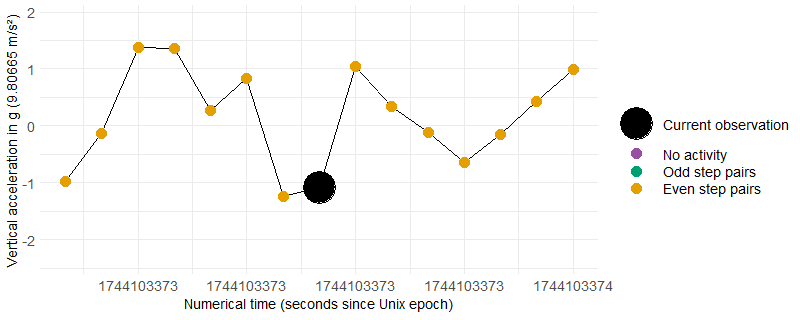 Vertical acceleration in g (9.80665 m/s²)
2
1
0
-1
-2
1744103373 1744103373 1744103373 1744103373 1744103374
Numerical time (seconds since Unix epoch)
Current observation
No activity
Odd step pairs
Even step pairs